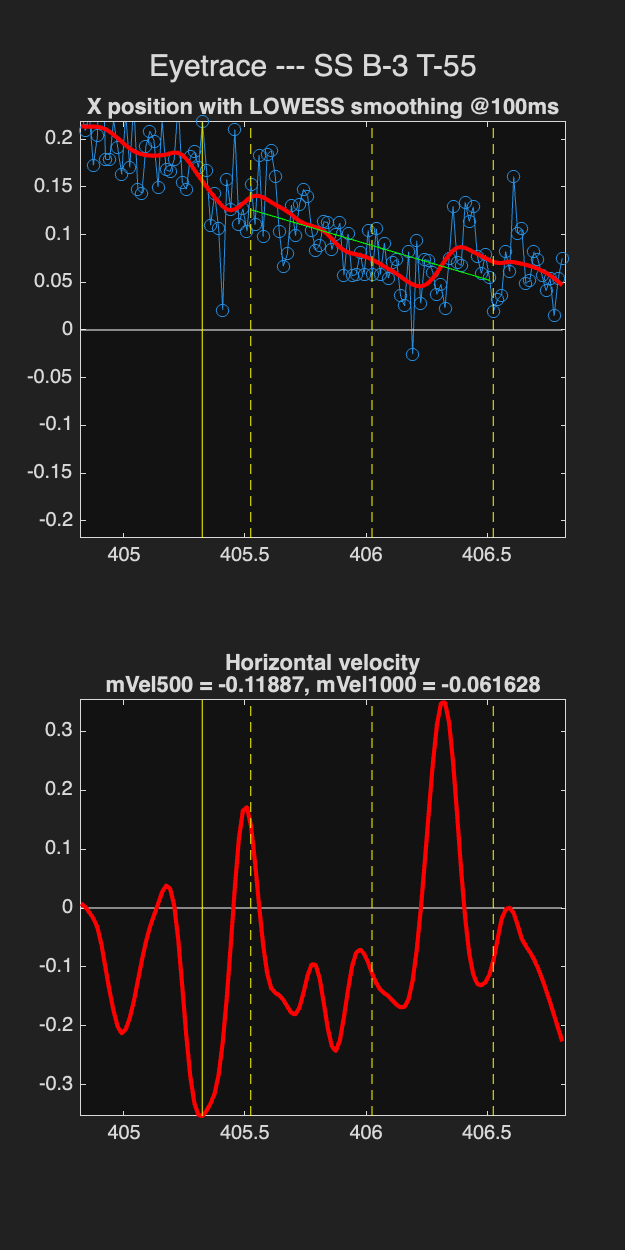 Eyetrace --- SS B-3 T-55
X position with LOWESS smoothing @100ms
0.2
0.15
0.1
0.05
0
-0.05
-0.1
-0.15
-0.2
405 405.5 406 406.5
Horizontal velocity
mVel500 = -0.11887, mVel1000 = -0.061628
0.3
0.2
0.1
0
-0.1
-0.2
-0.3
405 405.5 406 406.5